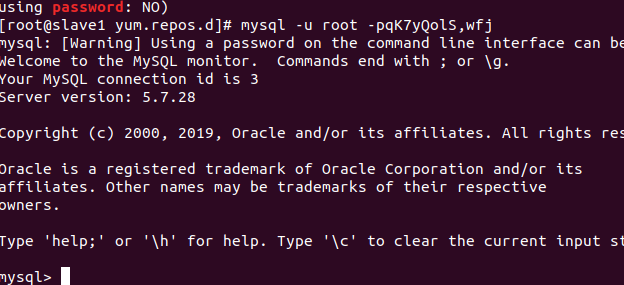 using password: NO)
[root@slave1 yum.repos.d]# mysql -u root -pqK7yQolS,wfj
mysql: [Warning] Using a password on the command line interface can be
Welcome to the MySQL monitor.  Commands end with ; or \g.
Your MySQL connection id is 3
Server version: 5.7.28
Copyright (c) 2000, 2019, Oracle and/or its affiliates. All rights res
Oracle is a registered trademark of Oracle Corporation and/or its
affiliates. Other names may be trademarks of their respective
owners.
Type 'help;' or '\h' for help. Type '\c' to clear the current input st
mysql>